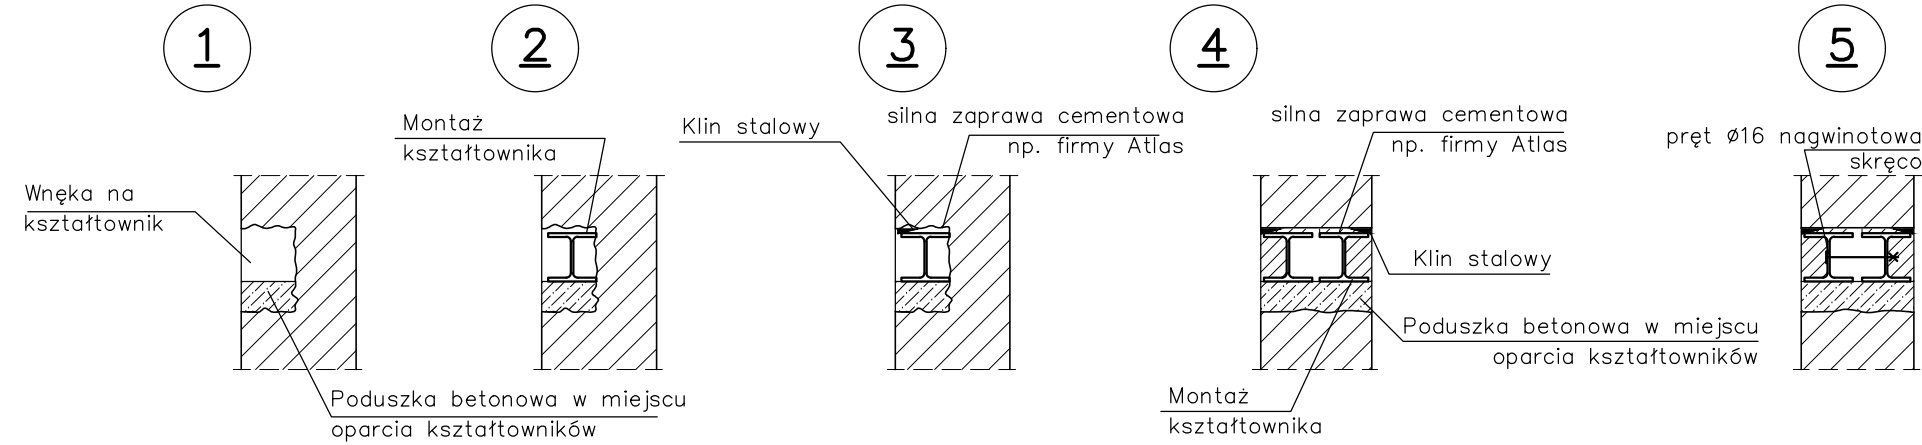 1
2
3
4
5
Wnęka na
kształtownik
Poduszka betonowa w miejscu
oparcia kształtowników
Montaż
kształtownika
Klin stalowy
silna zaprawa cementowa
np. firmy Atlas
silna zaprawa cementowa
np. firmy Atlas
Klin stalowy
Poduszka betonowa w miejscu
oparcia kształtowników
Montaż
kształtownika
pręt Ø16 nagwinotowa
skręco